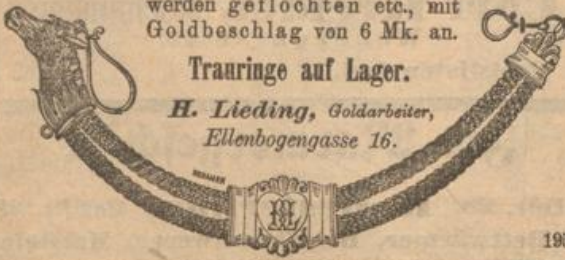 werden geflochten etc., mit
Goldbeschlag von 6 Mk. an.
Trauringe auf Lager.
H. Lieding, Goldarbeiter,
Ellenbogengasse 16.